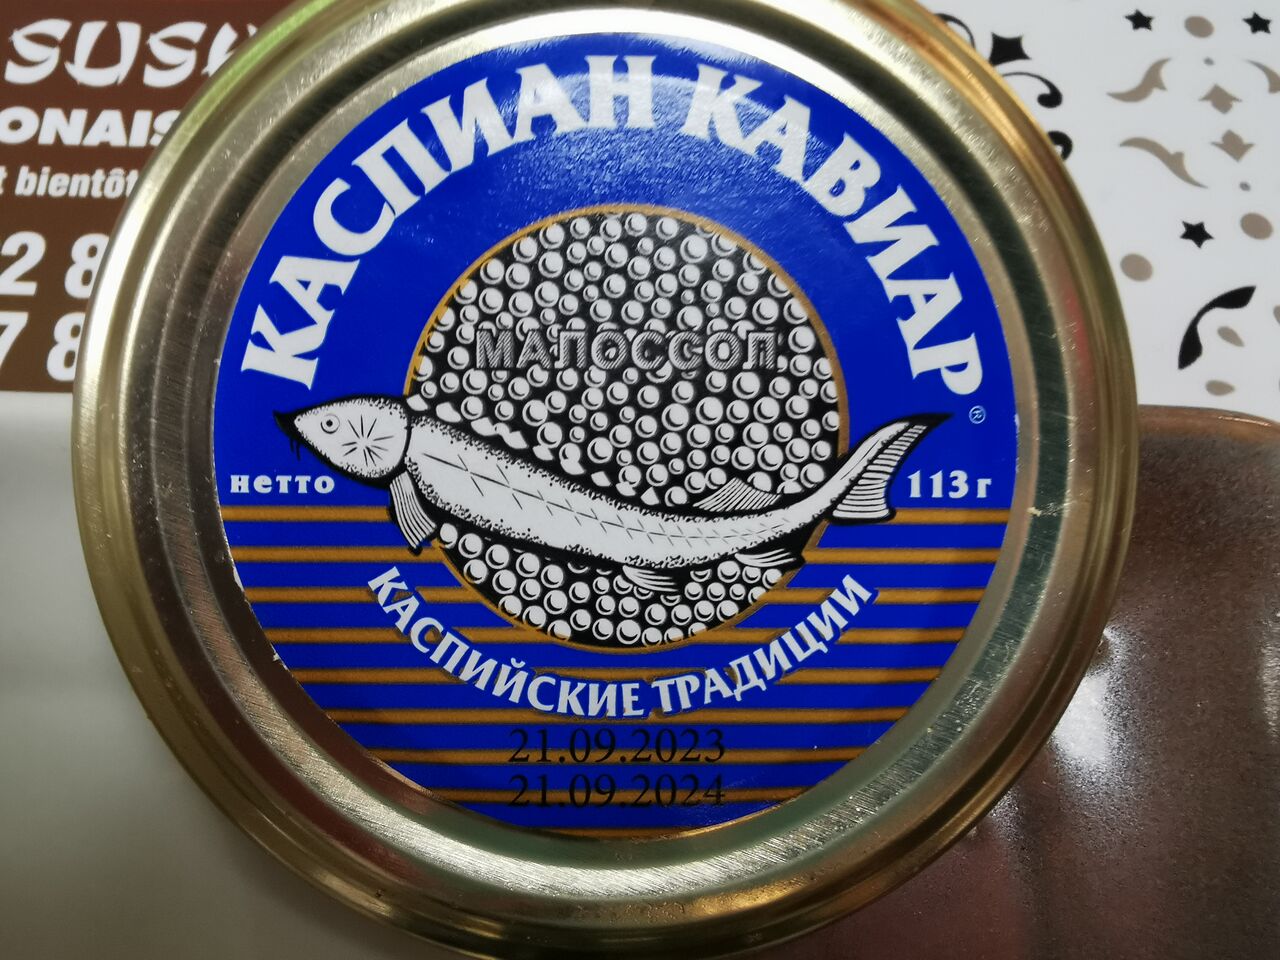 SUSH
ONAIS
t bientôt
2 8
7 8
КАСПИАН КАВИАР
®
МАЛОССОЛ
нетто
113г
КАСПИЙСКИЕ ТРАДИЦИИ
21.09.2023
21.09.2024